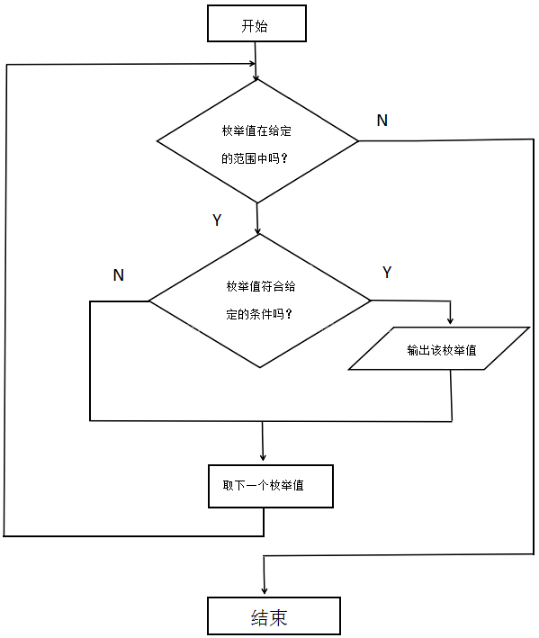 开始
枚举值在给定
的范围中吗?
N
Y
枚举值符合给
定的条件吗?
N
Y
输出该枚举值
取下一个枚举值
结束